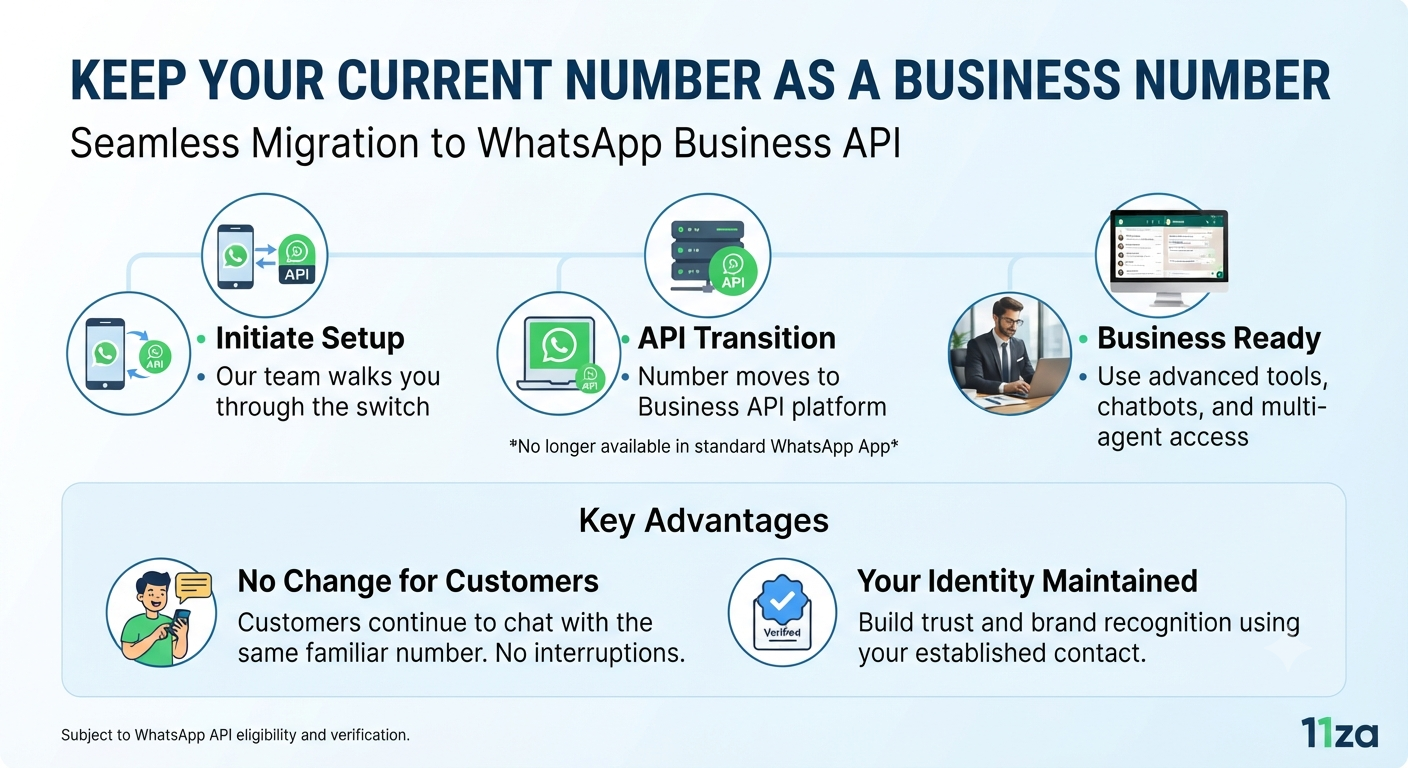 KEEP YOUR CURRENT NUMBER AS A BUSINESS NUMBER
Seamless Migration to WhatsApp Business API
API
API
API
API
• Initiate Setup
• Our team walks you
through the switch
• API Transition
• Number moves to
Business API platform
*No longer available in standard WhatsApp App*
• Business Ready
• Use advanced tools,
chatbots, and multi-
agent access
Key Advantages
No Change for Customers
Customers continue to chat with the
same familiar number. No interruptions.
Verified
Your Identity Maintained
Build trust and brand recognition using
your established contact.
Subject to WhatsApp API eligibility and verification.
11za